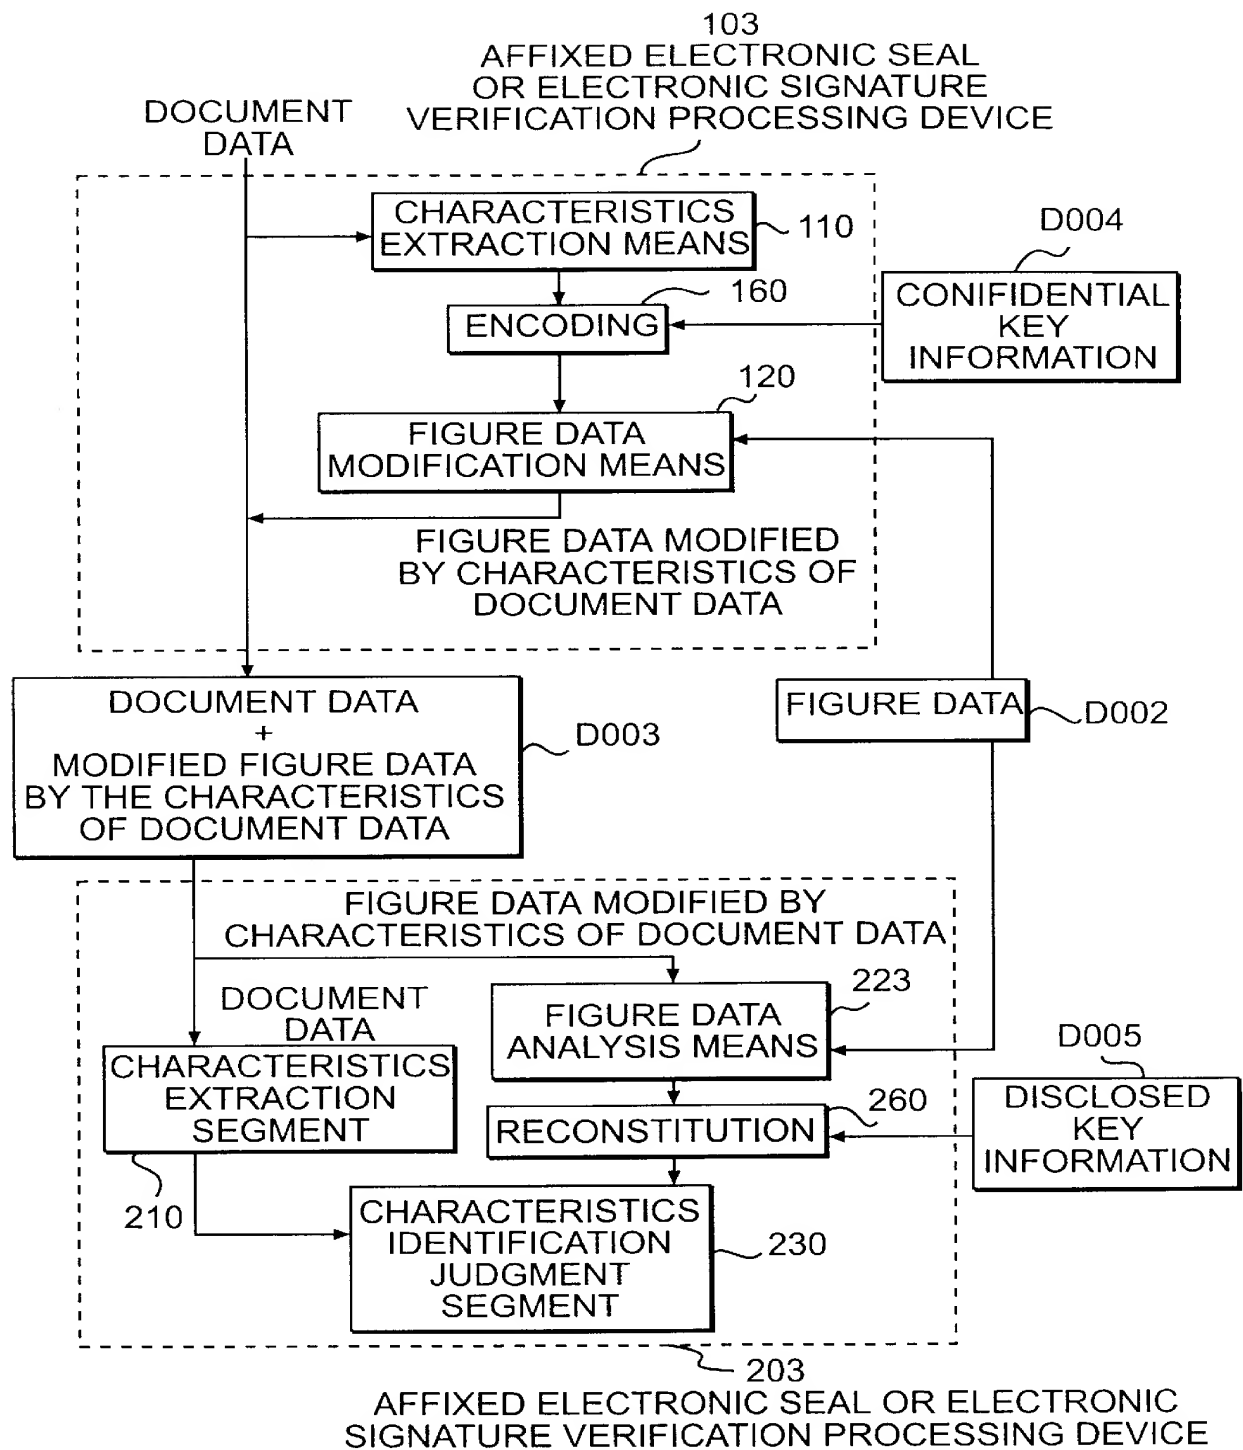 103
AFFIXED ELECTRONIC SEAL
OR ELECTRONIC SIGNATURE
VERIFICATION PROCESSING DEVICE
DOCUMENT
DATA
CHARACTERISTICS
EXTRACTION MEANS
110
D004
160
ENCODING
CONIFIDENTIAL
KEY
INFORMATION
120
FIGURE DATA
MODIFICATION MEANS
FIGURE DATA MODIFIED
BY CHARACTERISTICS OF
DOCUMENT DATA
DOCUMENT DATA
+
MODIFIED FIGURE DATA
BY THE CHARACTERISTICS
OF DOCUMENT DATA
D003
FIGURE DATA
D002
FIGURE DATA MODIFIED BY
CHARACTERISTICS OF DOCUMENT DATA
DOCUMENT
DATA
223
FIGURE DATA
ANALYSIS MEANS
CHARACTERISTICS
EXTRACTION
SEGMENT
210
D005
260
RECONSTITUTION
DISCLOSED
KEY
INFORMATION
CHARACTERISTICS
IDENTIFICATION
JUDGMENT
SEGMENT
230
203
AFFIXED ELECTRONIC SEAL OR ELECTRONIC
SIGNATURE VERIFICATION PROCESSING DEVICE